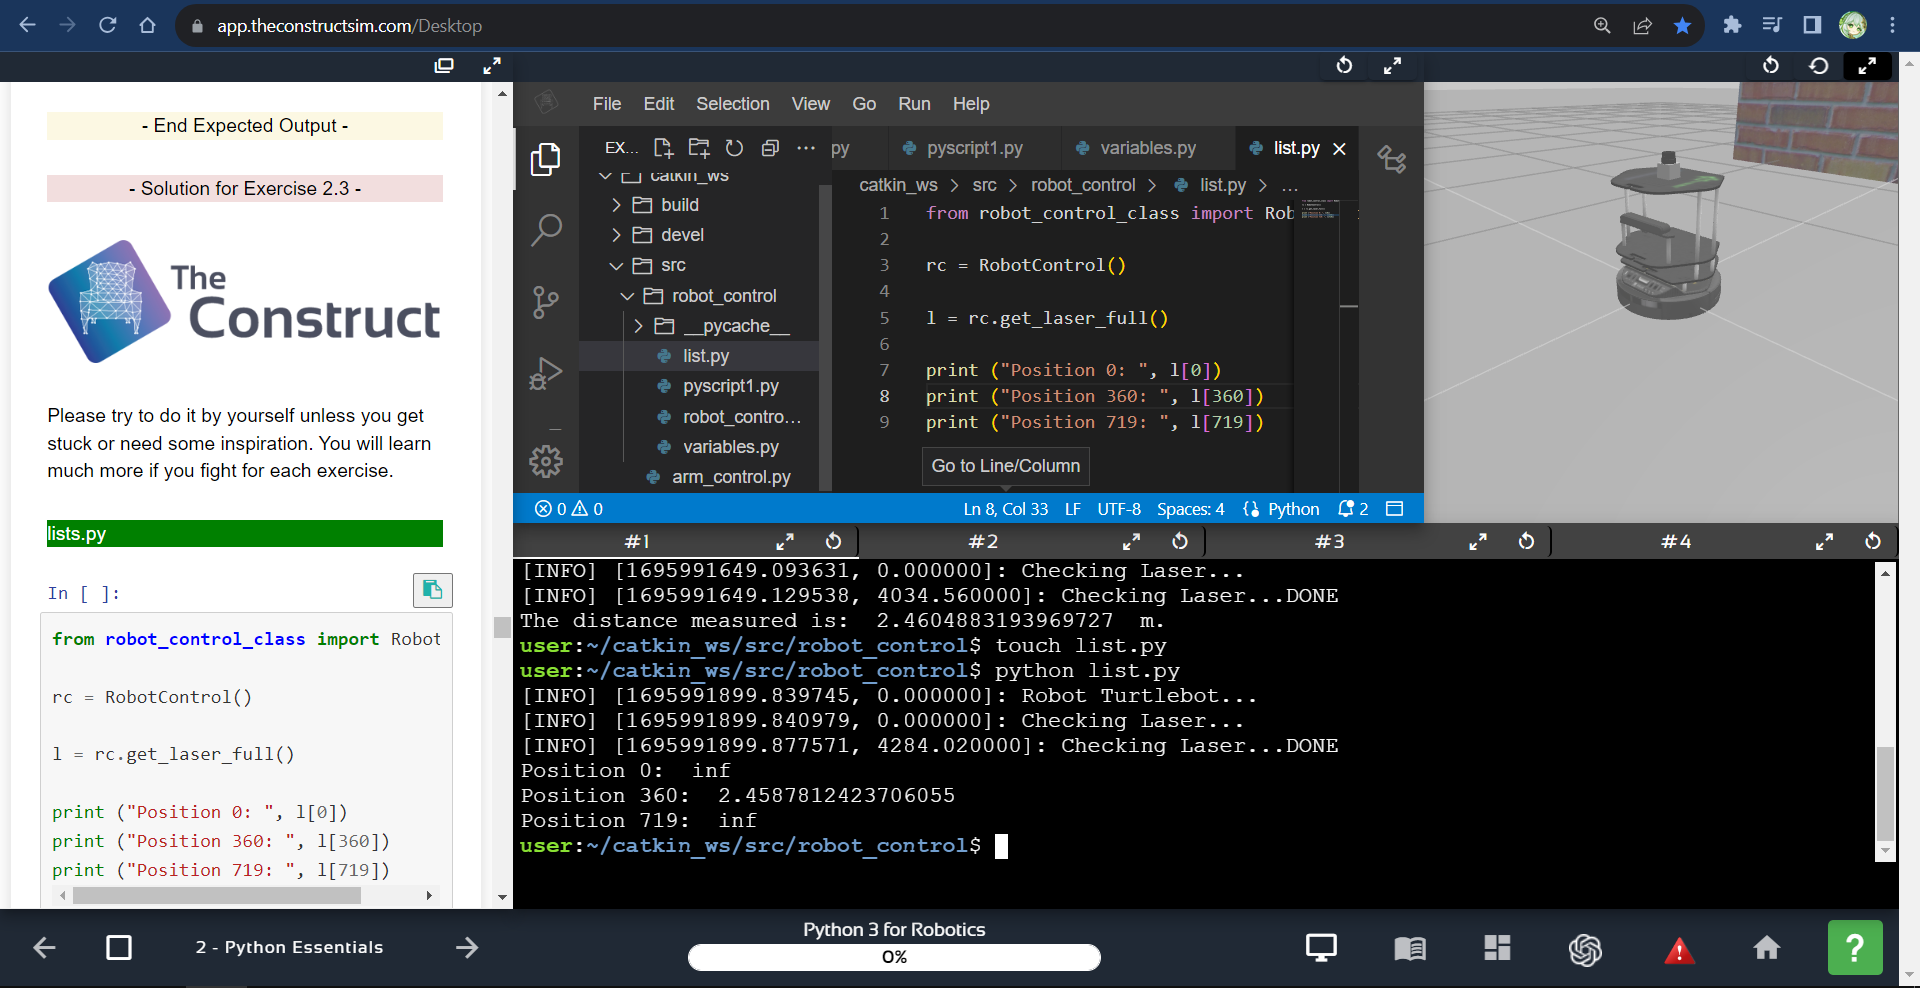 app.theconstructsim.com/Desktop
- End Expected Output -
- Solution for Exercise 2.3 -
The
Construct
Please try to do it by yourself unless you get
stuck or need some inspiration. You will learn
much more if you fight for each exercise.
lists.py
In [ ]:
from robot_control_class import Robot
rc = RobotControl()
l = rc.get_laser_full()
print ("Position 0: ", l[0])
print ("Position 360: ", l[360])
print ("Position 719: ", l[719])
File Edit Selection View Go Run Help
EX...
py
pyscript1.py
variables.py
list.py
catkin_ws
build
devel
src
robot_control
__pycache__
list.py
pyscript1.py
robot_contro...
variables.py
arm_control.py
catkin_ws > src > robot_control > list.py > ...
1 from robot_control_class import Rob
2
3 rc = RobotControl()
4
5 l = rc.get_laser_full()
6
7 print ("Position 0: ", l[0])
8 print ("Position 360: ", l[360])
9 print ("Position 719: ", l[719])
Go to Line/Column
0 0
Ln 8, Col 33 LF UTF-8 Spaces: 4 Python 2
#1 #2 #3 #4
[INFO] [1695991649.093631, 0.000000]: Checking Laser...
[INFO] [1695991649.129538, 4034.560000]: Checking Laser...DONE
The distance measured is:  2.4604883193969727  m.
user:~/catkin_ws/src/robot_control$ touch list.py
user:~/catkin_ws/src/robot_control$ python list.py
[INFO] [1695991899.839745, 0.000000]: Robot Turtlebot...
[INFO] [1695991899.840979, 0.000000]: Checking Laser...
[INFO] [1695991899.877571, 4284.020000]: Checking Laser...DONE
Position 0:  inf
Position 360:  2.4587812423706055
Position 719:  inf
user:~/catkin_ws/src/robot_control$
2 - Python Essentials
Python 3 for Robotics
0%
?